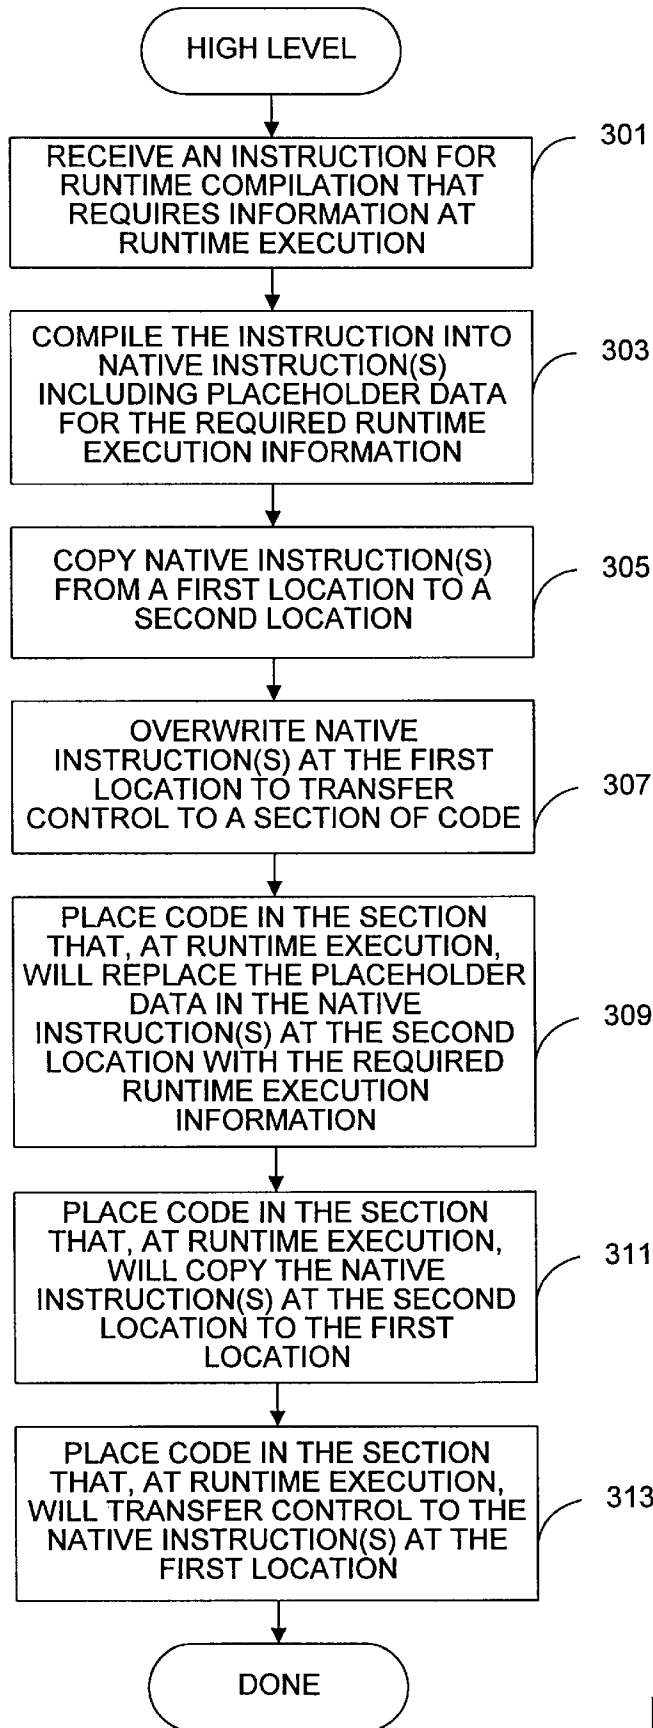 HIGH LEVEL
301
RECEIVE AN INSTRUCTION FOR
RUNTIME COMPILATION THAT
REQUIRES INFORMATION AT
RUNTIME EXECUTION
303
COMPILE THE INSTRUCTION INTO
NATIVE INSTRUCTION(S)
INCLUDING PLACEHOLDER DATA
FOR THE REQUIRED RUNTIME
EXECUTION INFORMATION
305
COPY NATIVE INSTRUCTION(S)
FROM A FIRST LOCATION TO A
SECOND LOCATION
307
OVERWRITE NATIVE
INSTRUCTION(S) AT THE FIRST
LOCATION TO TRANSFER
CONTROL TO A SECTION OF CODE
309
PLACE CODE IN THE SECTION
THAT, AT RUNTIME EXECUTION,
WILL REPLACE THE PLACEHOLDER
DATA IN THE NATIVE
INSTRUCTION(S) AT THE SECOND
LOCATION WITH THE REQUIRED
RUNTIME EXECUTION
INFORMATION
311
PLACE CODE IN THE SECTION
THAT, AT RUNTIME EXECUTION,
WILL COPY THE NATIVE
INSTRUCTION(S) AT THE SECOND
LOCATION TO THE FIRST
LOCATION
313
PLACE CODE IN THE SECTION
THAT, AT RUNTIME EXECUTION,
WILL TRANSFER CONTROL TO THE
NATIVE INSTRUCTION(S) AT THE
FIRST LOCATION
DONE